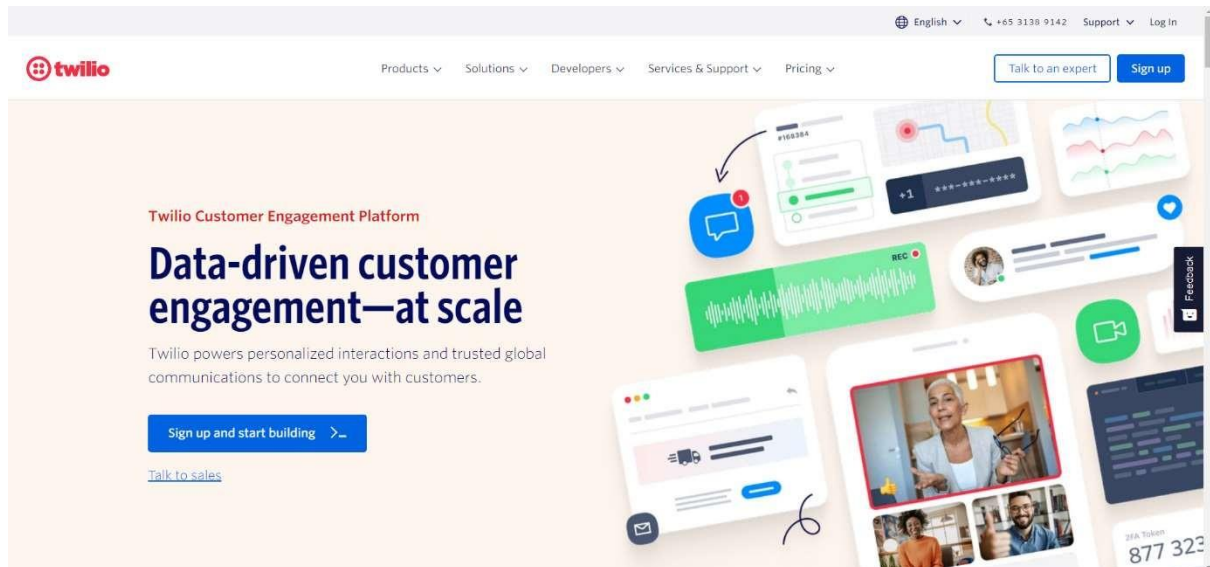 English
+65 3138 9142
Support
Log In
twilio
Products
Solutions
Developers
Services & Support
Pricing
Talk to an expert
Sign up
Twilio Customer Engagement Platform
Data-driven customer
engagement—at scale
Twilio powers personalized interactions and trusted global
communications to connect you with customers.
Sign up and start building >_
Talk to sales
#168384
+1 ***-***-****
1
REC
Feedback
2FA Token
877 323